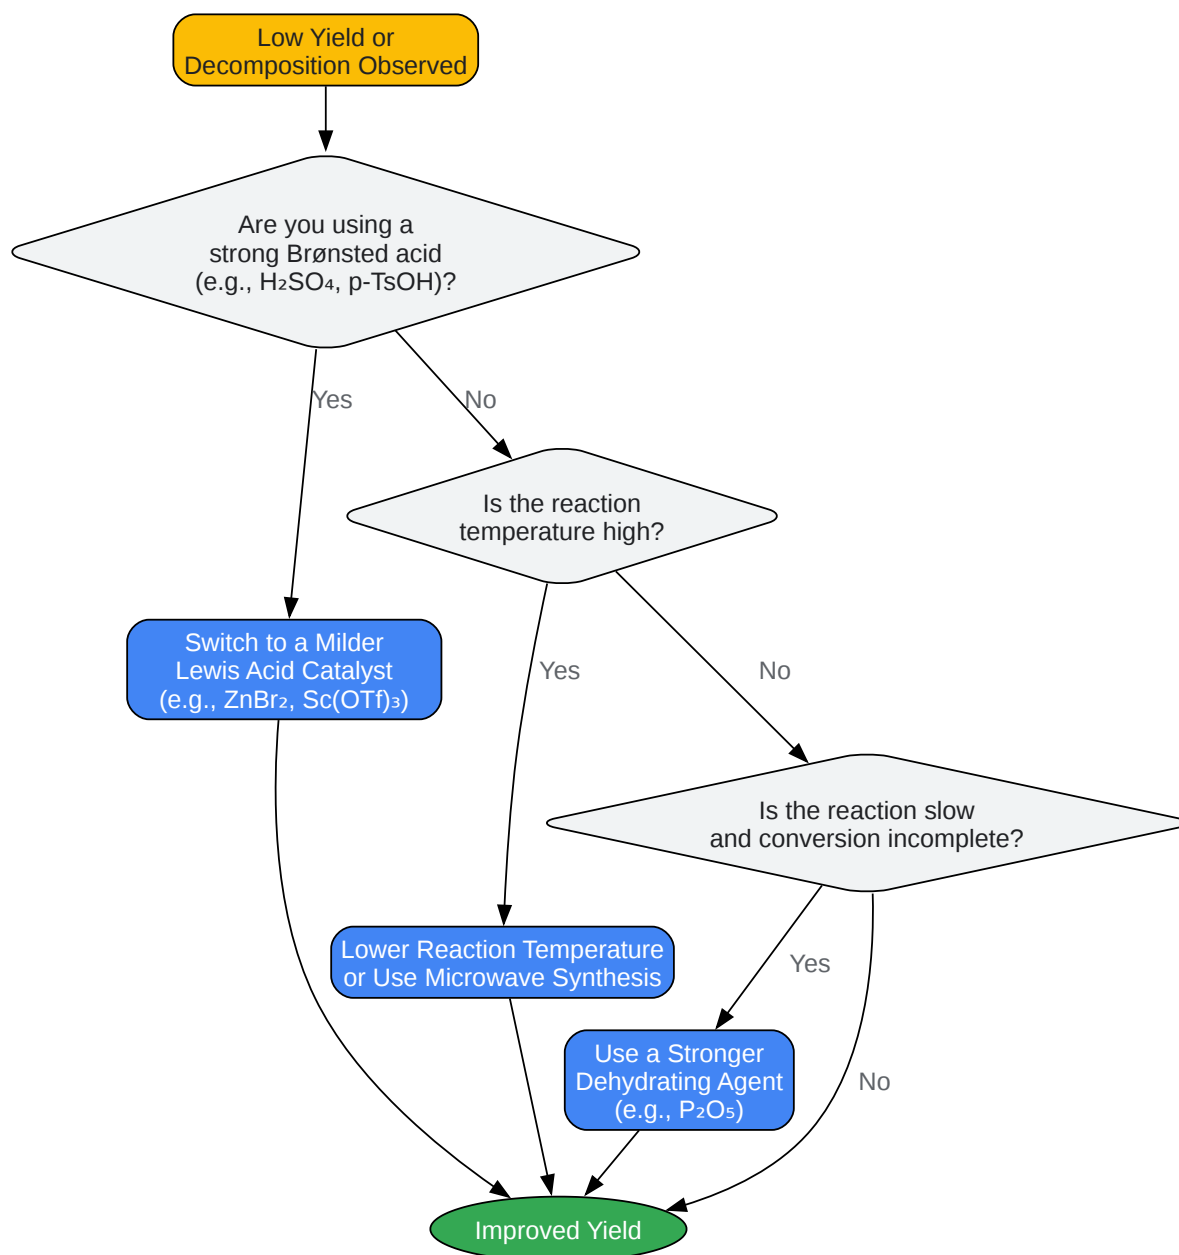 Low Yield or
Decomposition Observed
Are you using a
strong Brønsted acid
(e.g., H₂SO₄, p-TsOH)?
Yes
No
Is the reaction
temperature high?
Switch to a Milder
Lewis Acid Catalyst
(e.g., ZnBr₂, Sc(OTf)₃)
Yes
No
Is the reaction slow
and conversion incomplete?
Lower Reaction Temperature
or Use Microwave Synthesis
Yes
Use a Stronger
Dehydrating Agent
(e.g., P₂O₅)
No
Improved Yield